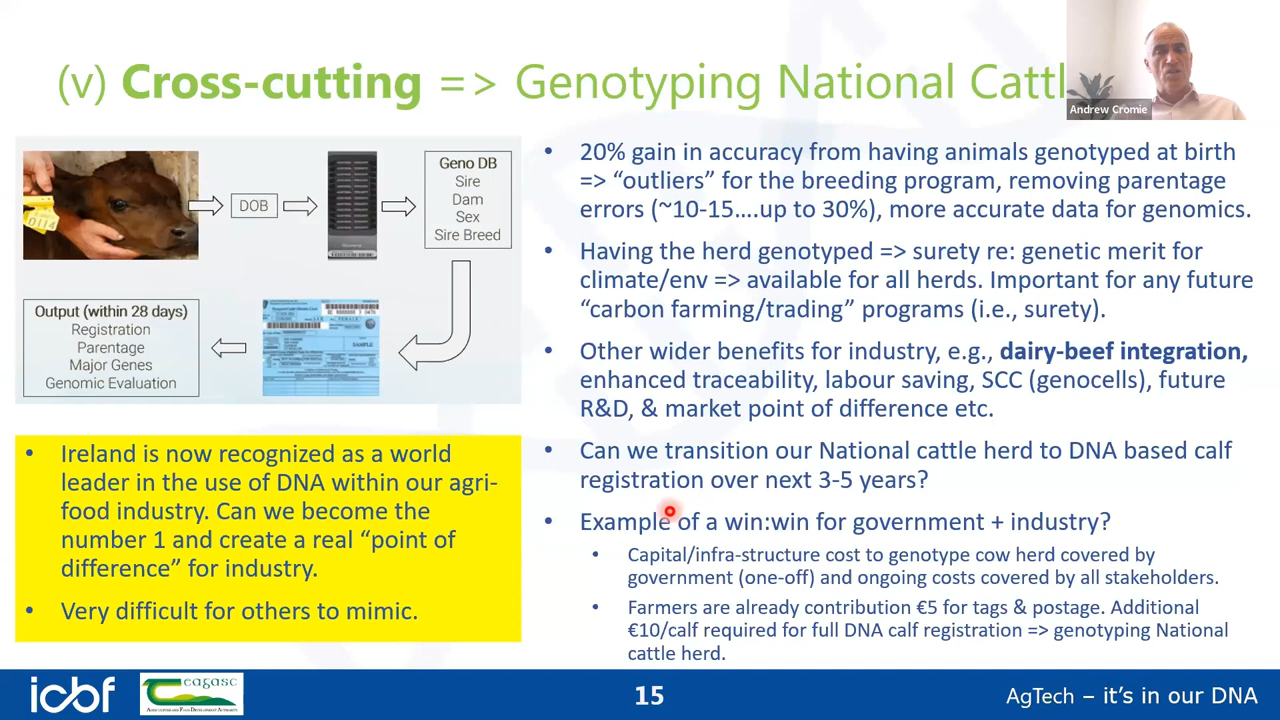 (v) Cross-cutting => Genotyping National Cattl
Andrew Cromie
0114
DOB
Geno DB
Sire
Dam
Sex
Sire Breed
Output (within 28 days)
Registration
Parentage
Major Genes
Genomic Evaluation
SAMPLE
• Ireland is now recognized as a world
leader in the use of DNA within our agri-
food industry. Can we become the
number 1 and create a real “point of
difference” for industry.
• Very difficult for others to mimic.
• 20% gain in accuracy from having animals genotyped at birth
=> “outliers” for the breeding program, removing parentage
errors (~10-15….up to 30%), more accurate data for genomics.
• Having the herd genotyped => surety re: genetic merit for
climate/env => available for all herds. Important for any future
“carbon farming/trading” programs (i.e., surety).
• Other wider benefits for industry, e.g., dairy-beef integration,
enhanced traceability, labour saving, SCC (genocells), future
R&D, & market point of difference etc.
• Can we transition our National cattle herd to DNA based calf
registration over next 3-5 years?
• Example of a win:win for government + industry?
• Capital/infra-structure cost to genotype cow herd covered by
government (one-off) and ongoing costs covered by all stakeholders.
• Farmers are already contribution €5 for tags & postage. Additional
€10/calf required for full DNA calf registration => genotyping National
cattle herd.
icbf
Teagasc
Agriculture and Food Development Authority
15
AgTech – it’s in our DNA